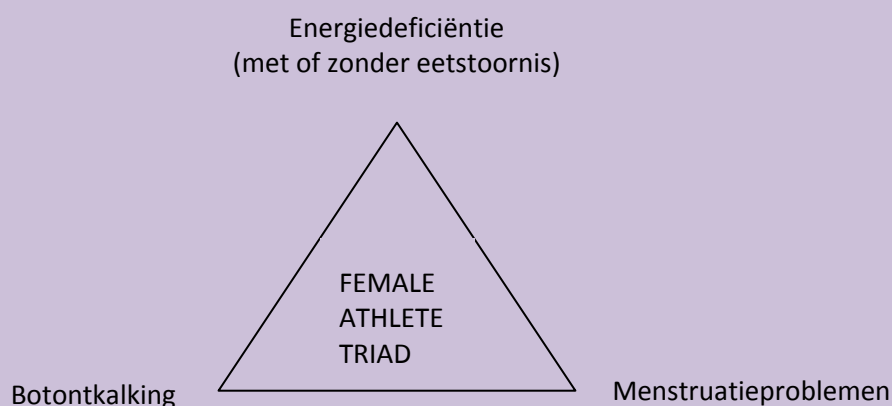 Energiedeficiëntie
(met of zonder eetstoornis)
FEMALE
ATHLETE
TRIAD
Botontkalking
Menstruatieproblemen